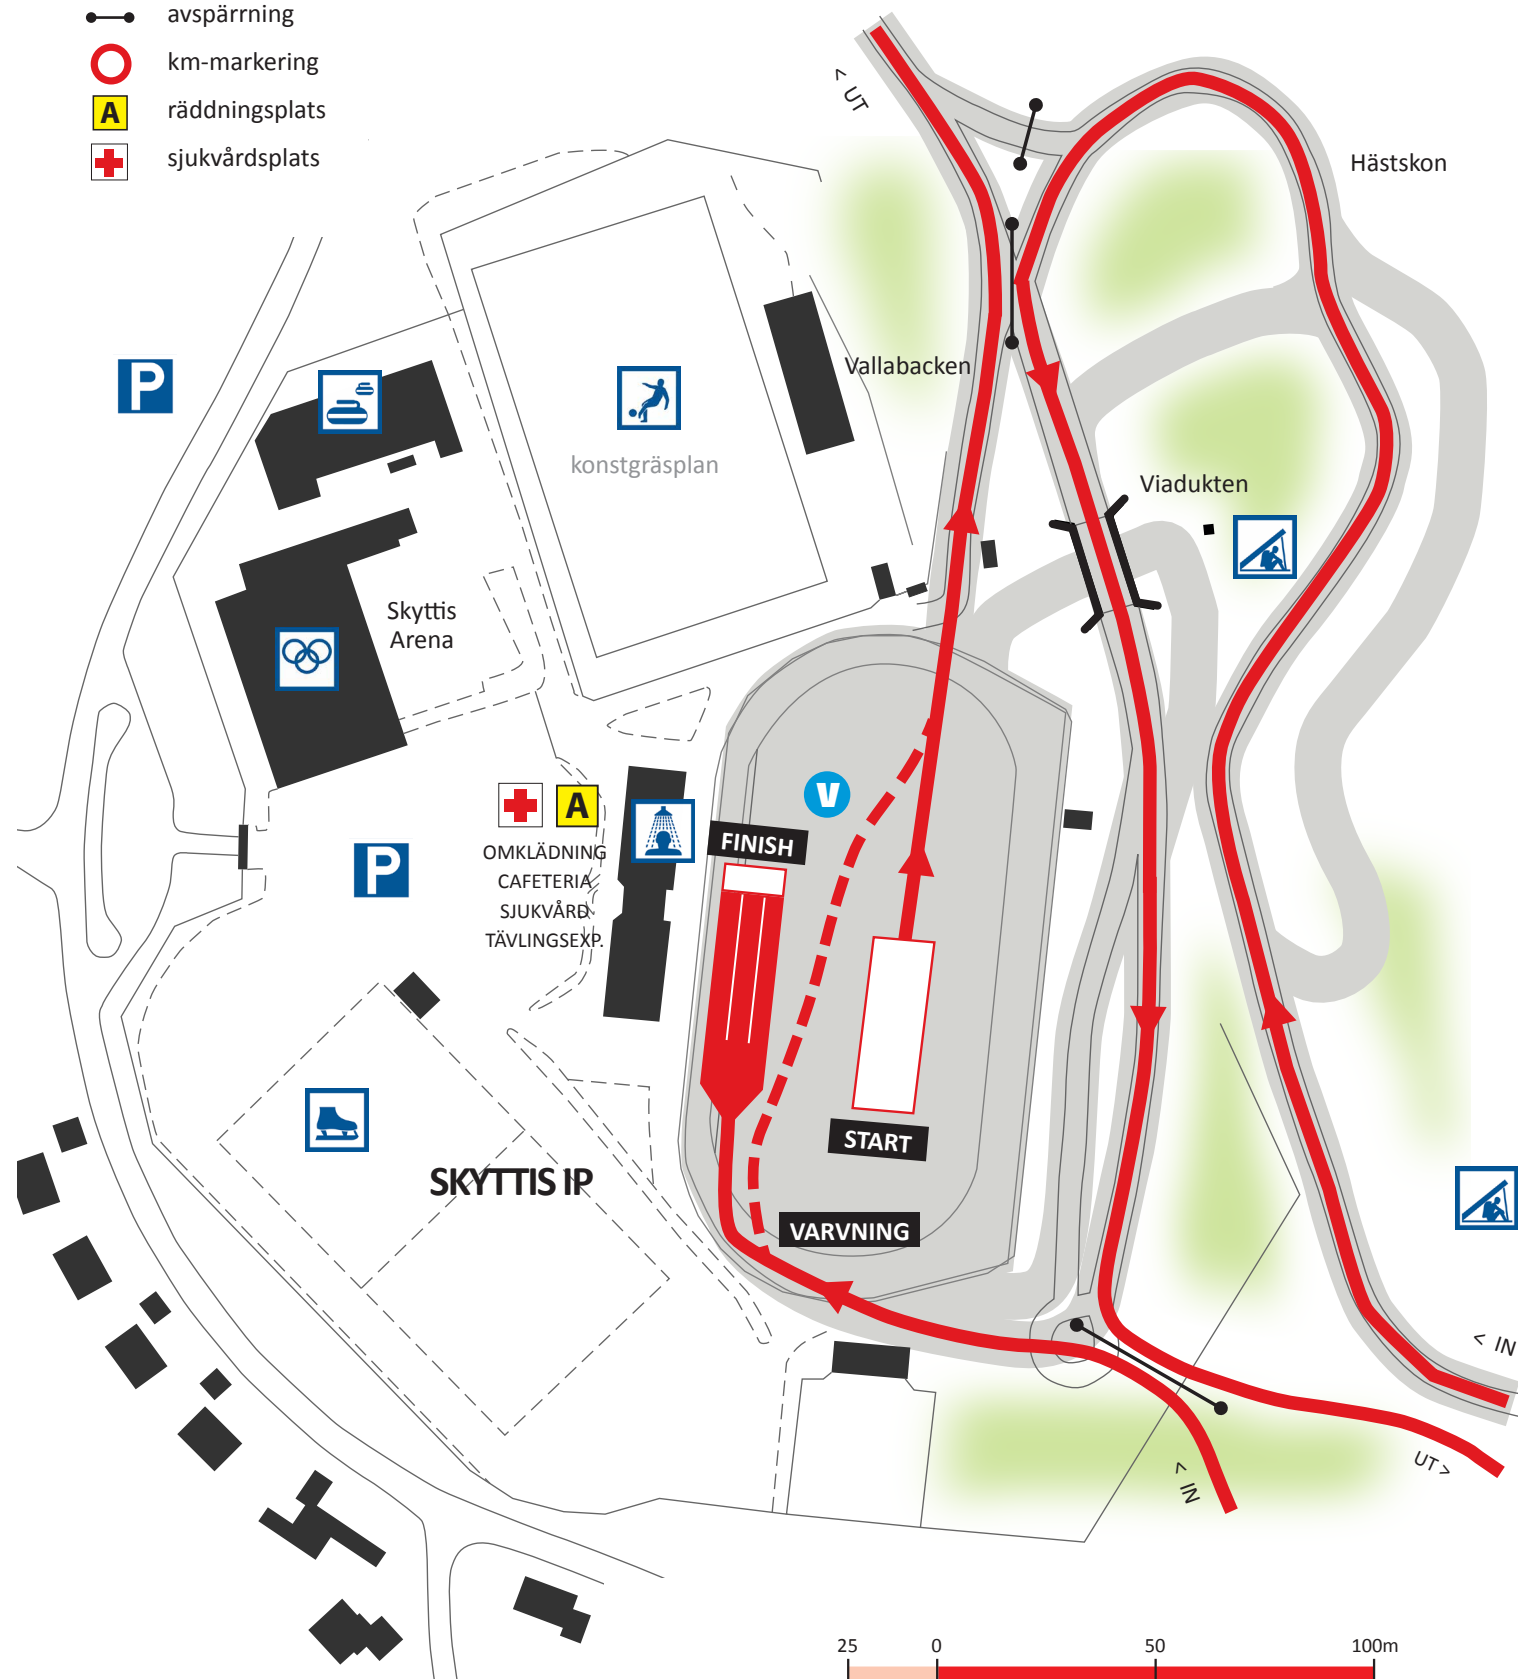 avspärrning
km-markering
A
räddningsplats
sjukvårdsplats
< UT
Hästskon
P
Vallabacken
konstgräsplan
Viadukten
Skyttis
Arena
A
V
FINISH
P
OMKLÄDNING
CAFETERIA
SJUKVÅRD
TÄVLINGSEXP.
START
SKYTTIS IP
VARVNING
< IN
UT >
< IN
25 0 50 100m